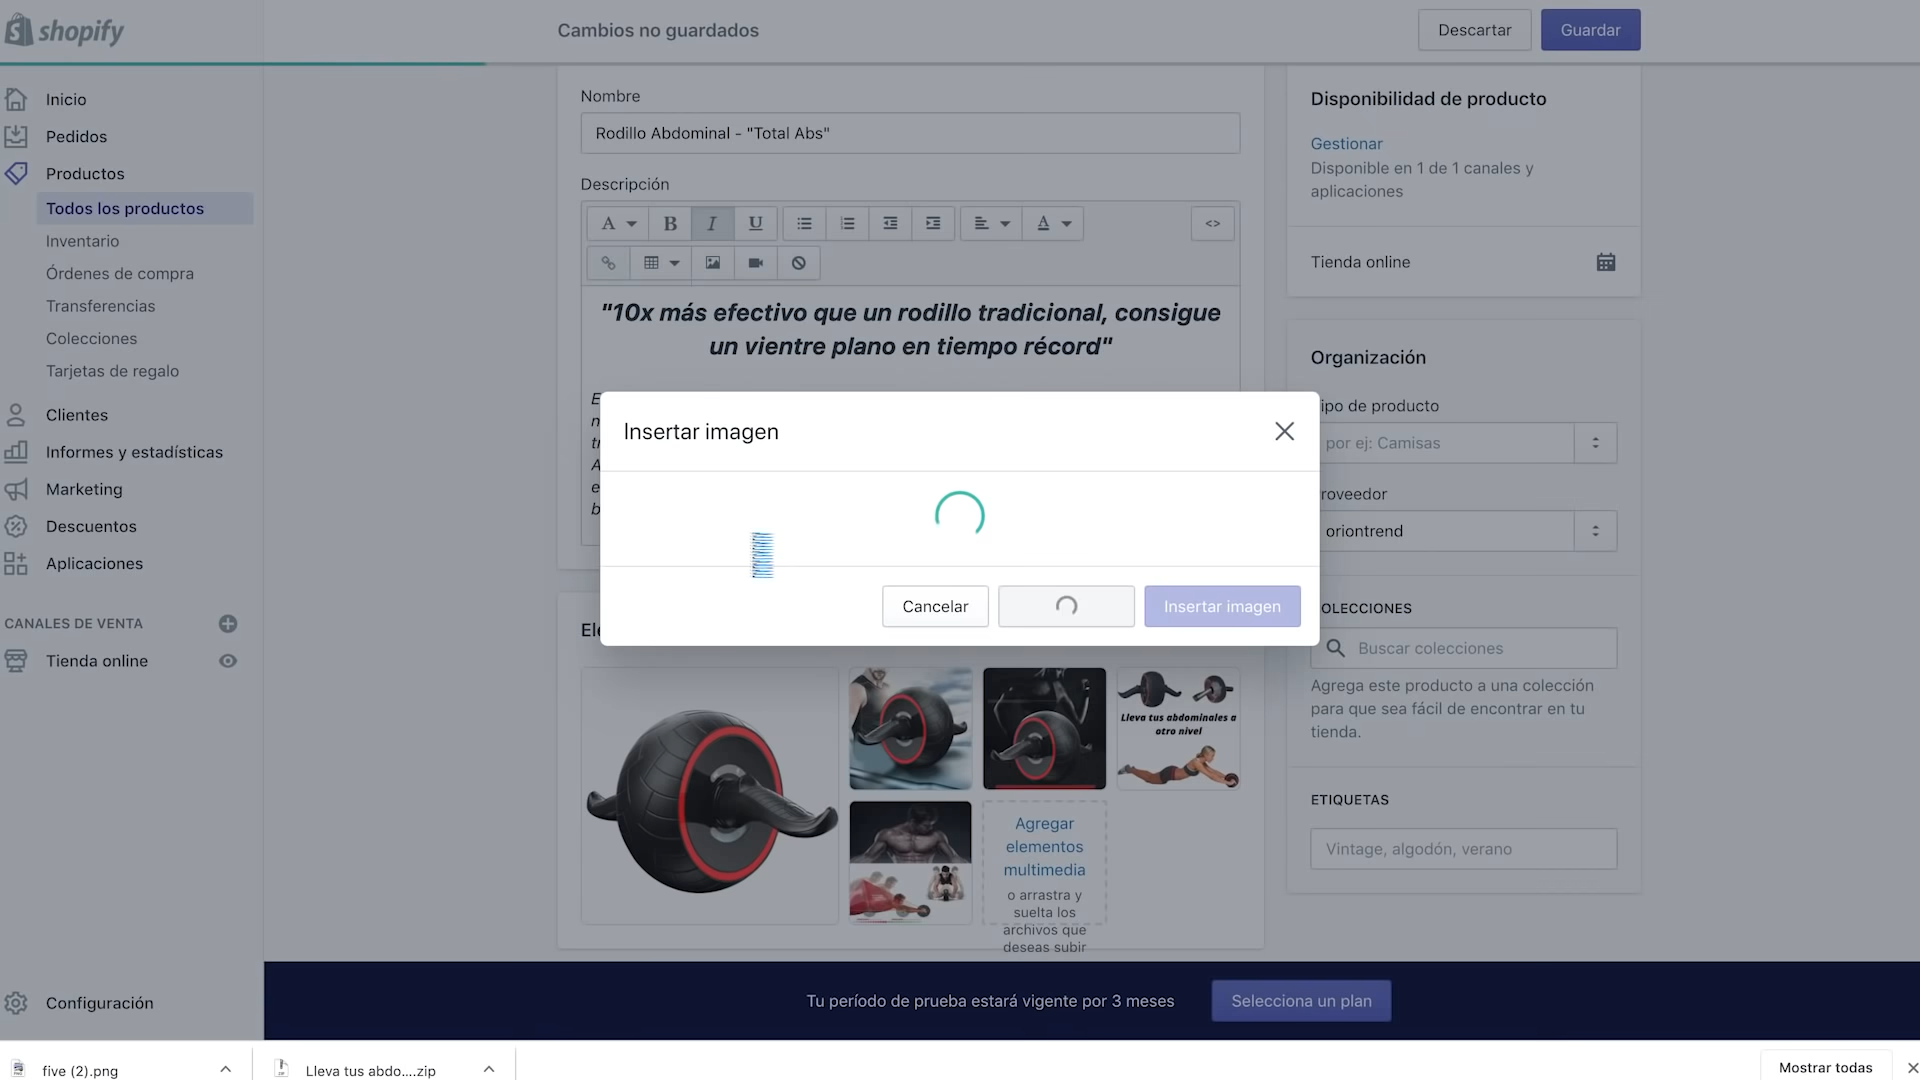 shopify
Cambios no guardados
Descartar
Guardar
Inicio
Pedidos
Productos
Todos los productos
Inventario
Órdenes de compra
Transferencias
Colecciones
Tarjetas de regalo
Clientes
Informes y estadísticas
Marketing
Descuentos
Aplicaciones
CANALES DE VENTA
Tienda online
Configuración
Nombre
Rodillo Abdominal - "Total Abs"
Descripción
A
B
I
U
A
<>
"10x más efectivo que un rodillo tradicional, consigue
un vientre plano en tiempo récord"
Insertar imagen
Cancelar
Insertar imagen
Lleva tus abdominales a
otro nivel
Agregar
elementos
multimedia
o arrastra y
suelta los
archivos que
deseas subir
Disponibilidad de producto
Gestionar
Disponible en 1 de 1 canales y
aplicaciones
Tienda online
Organización
ipo de producto
por ej: Camisas
roveedor
oriontrend
OLECCIONES
Buscar colecciones
Agrega este producto a una colección
para que sea fácil de encontrar en tu
tienda.
ETIQUETAS
Vintage, algodón, verano
Tu período de prueba estará vigente por 3 meses
Selecciona un plan
five (2).png
Lleva tus abdo....zip
Mostrar todas